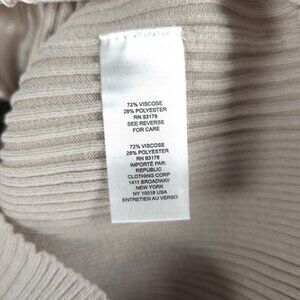 72% VISCOSE
28% POLYESTER
RN 93178
SEE REVERSE
FOR CARE
72% VISCOSE
28% POLYESTER
RN 93178
IMPORTÉ PAR:
REPUBLIC
CLOTHING CORP
1411 BROADWAY
NEW YORK
NY 10018 USA
ENTRETIEN AU VERSO